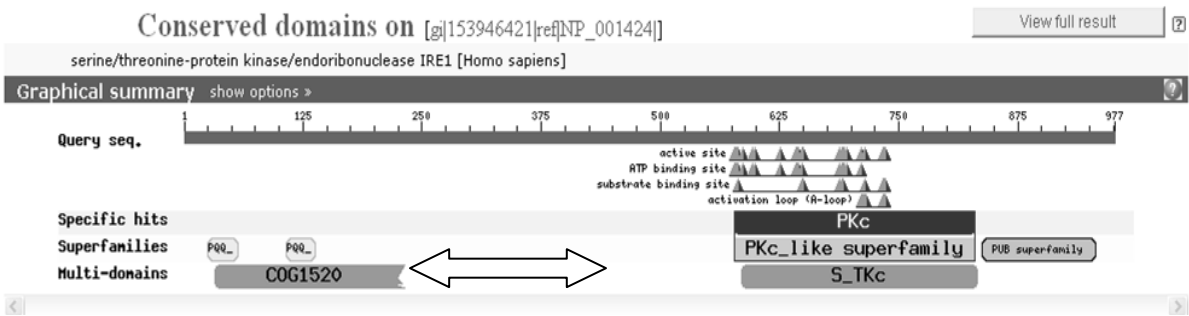 Conserved domains on [gi|153946421|ref|NP_001424|]
View full result
?
serine/threonine-protein kinase/endoribonuclease IRE1 [Homo sapiens]
Graphical summary show options »
?
1 125 250 375 500 625 750 875 977
Query seq.
active site
ATP binding site
substrate binding site
activation loop (A-loop)
Specific hits
PKc
Superfamilies
PQQ_ PQQ_ PKc_like superfamily PUB superfamily
Multi-domains
COG1520 S_TKc